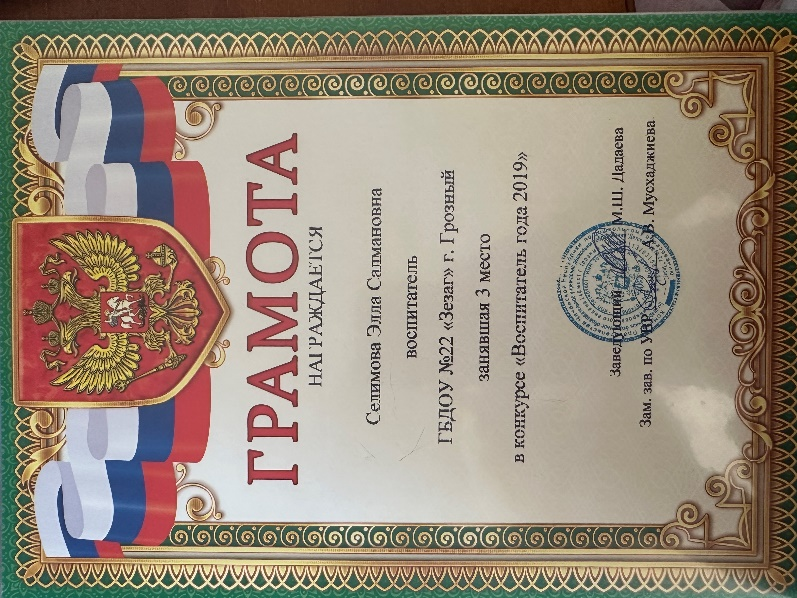 ГРАМОТА
НАГРАЖДАЕТСЯ
Селимова Элла Салмановна
воспитатель
ГБДОУ №22 «Зезаг» г. Грозный
занявшая 3 место
в конкурсе «Воспитатель года 2019»
Заведующий М.Ш. Дадаева
Зам. зав. по УВР А.В. Мусхаджиева